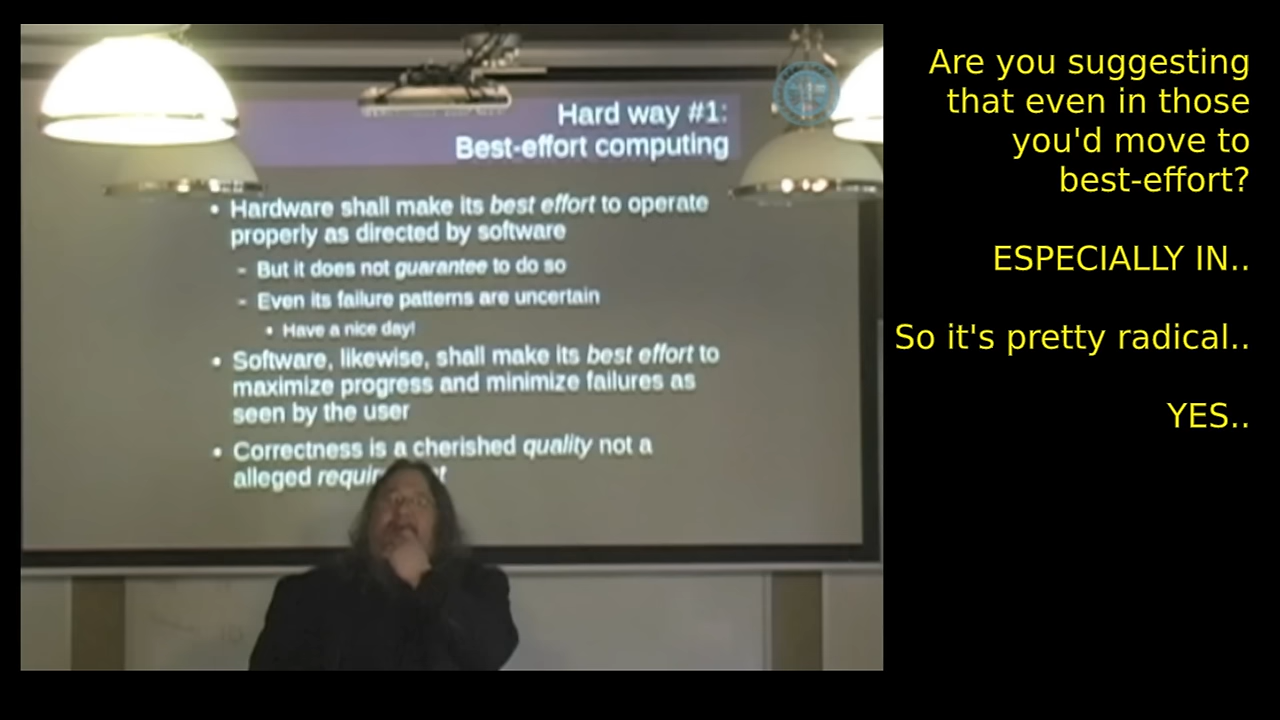 Hard way #1:
Best-effort computing
• Hardware shall make its best effort to operate
properly as directed by software
- But it does not guarantee to do so
- Even its failure patterns are uncertain
• Have a nice day!
• Software, likewise, shall make its best effort to
maximize progress and minimize failures as
seen by the user
• Correctness is a cherished quality not a
alleged
Are you suggesting
that even in those
you'd move to
best-effort?
ESPECIALLY IN..
So it's pretty radical..
YES..